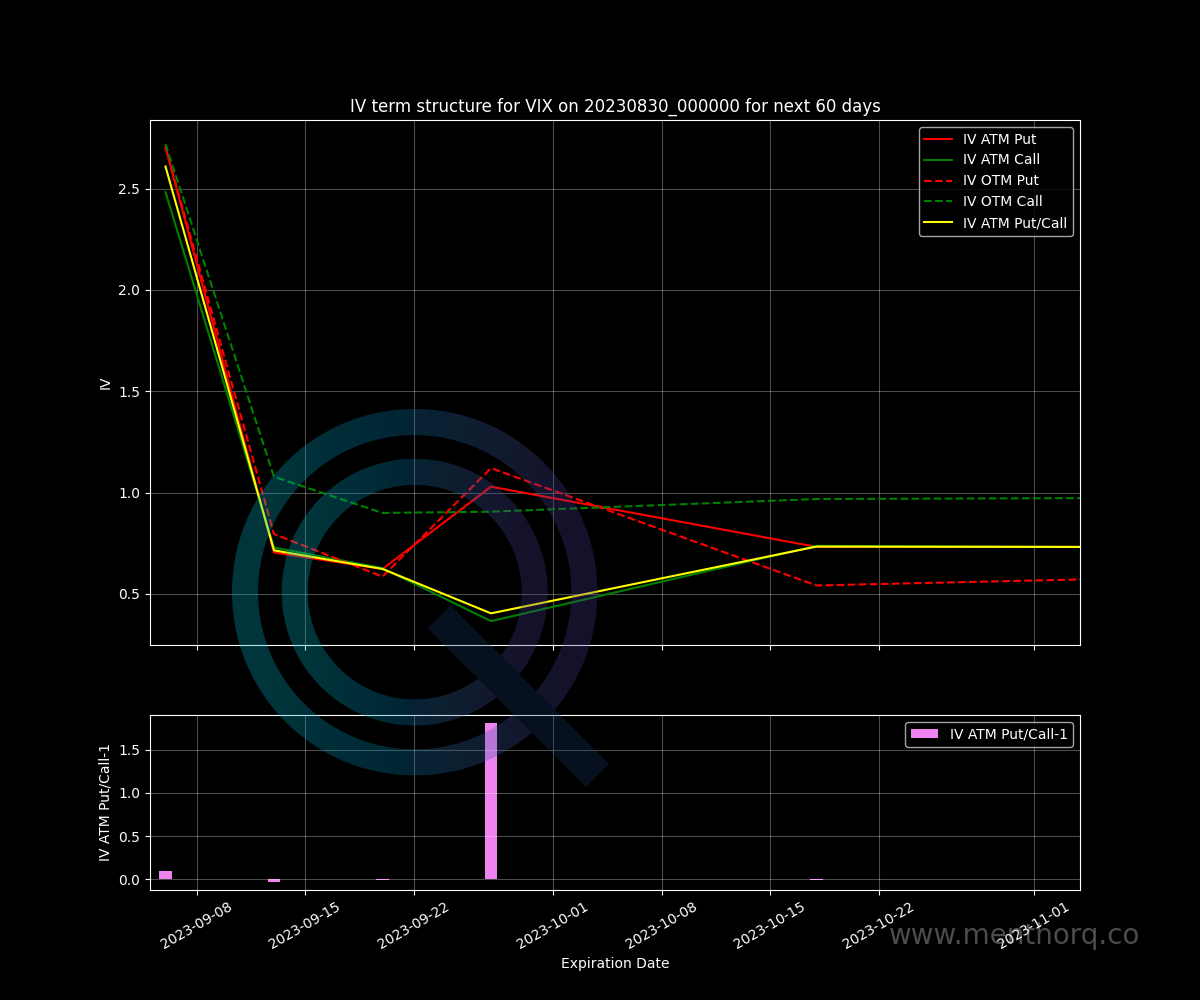 IV term structure for VIX on 20230830_000000 for next 60 days
IV ATM Put
IV ATM Call
IV OTM Put
IV OTM Call
IV ATM Put/Call
IV
2.5
2.0
1.5
1.0
0.5
IV ATM Put/Call-1
IV ATM Put/Call-1
1.5
1.0
0.5
0.0
2023-09-08
2023-09-15
2023-09-22
2023-10-01
2023-10-08
2023-10-15
2023-10-22
2023-11-01
www.menthorq.co
Expiration Date